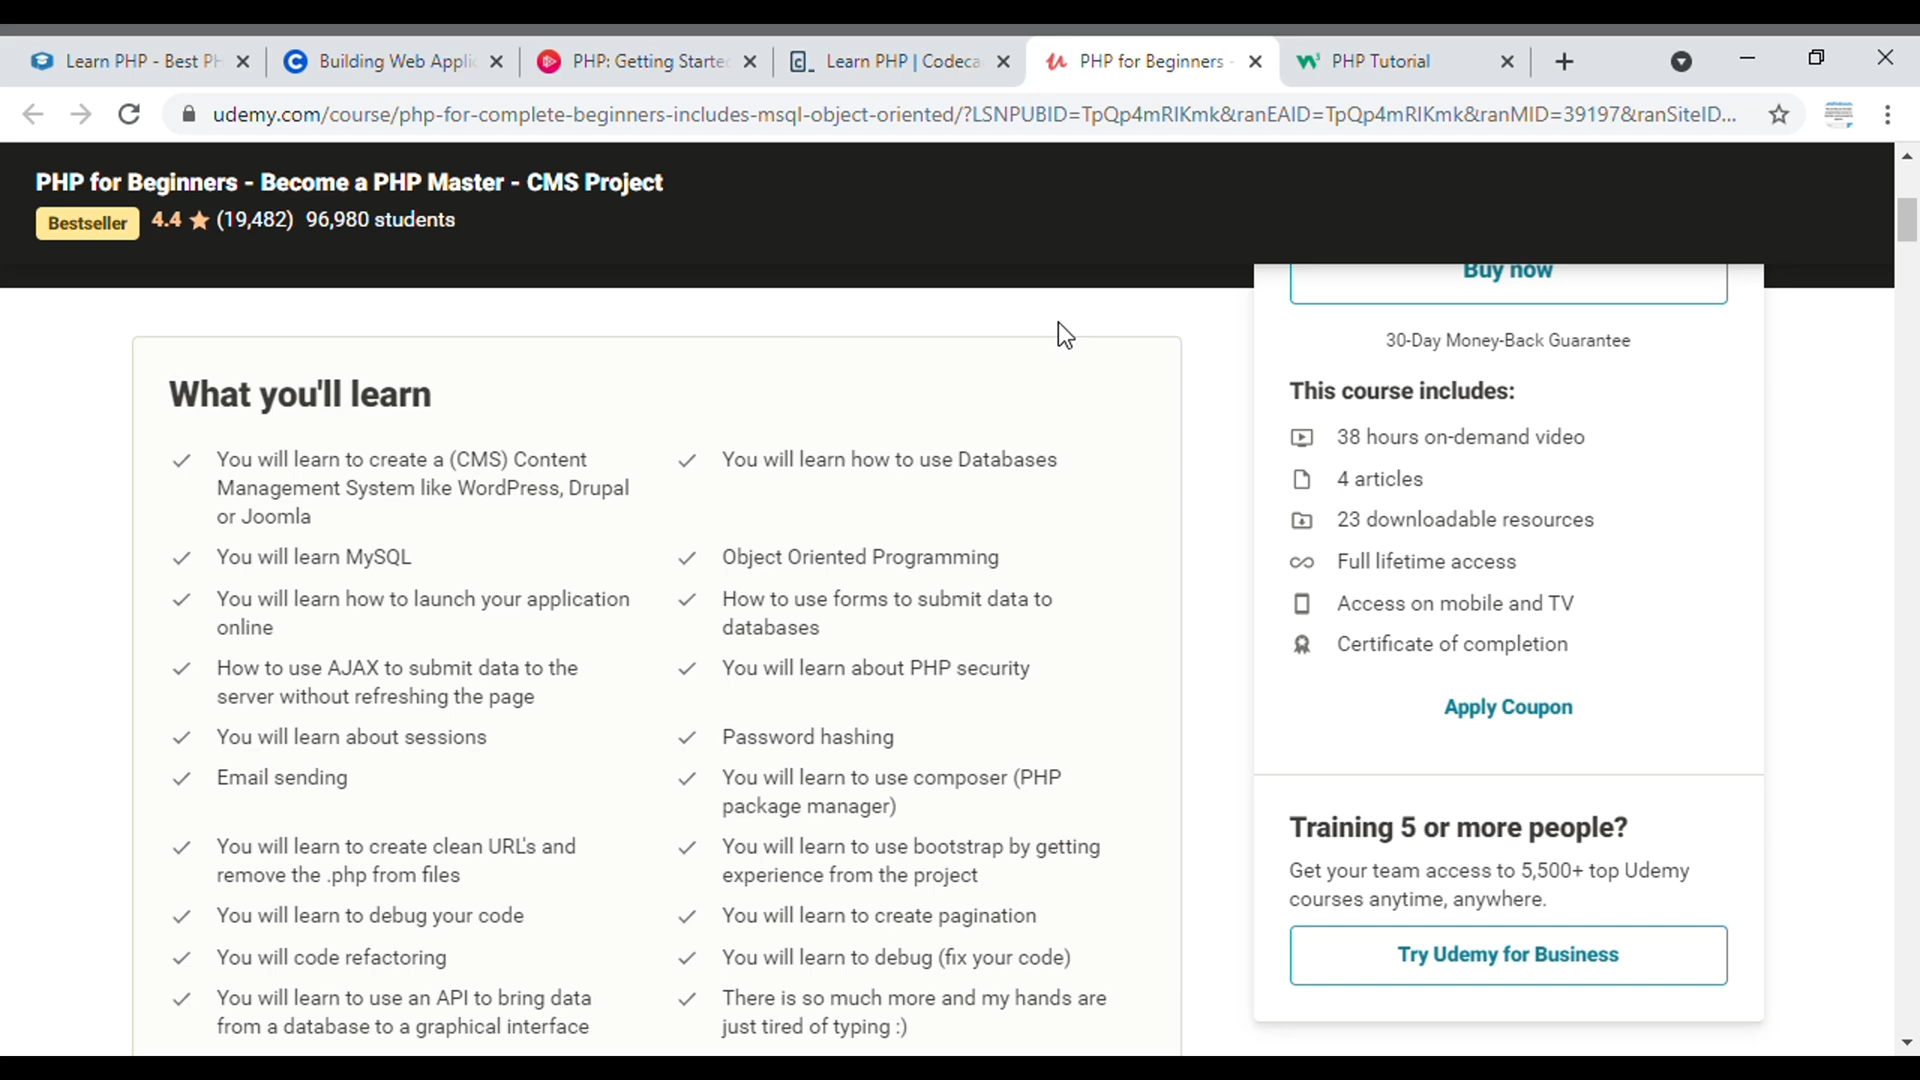 Learn PHP - Best PH
Building Web Applic
PHP: Getting Started
Learn PHP | Codeca
PHP for Beginners -
PHP Tutorial
udemy.com/course/php-for-complete-beginners-includes-msql-object-oriented/?LSNPUBID=TpQp4mRIKmk&ranEAID=TpQp4mRIKmk&ranMID=39197&ranSiteID...
PHP for Beginners - Become a PHP Master - CMS Project
Bestseller 4.4 (19,482) 96,980 students
What you'll learn
You will learn to create a (CMS) Content
Management System like WordPress, Drupal
or Joomla
You will learn how to use Databases
You will learn MySQL
Object Oriented Programming
You will learn how to launch your application
online
How to use forms to submit data to
databases
How to use AJAX to submit data to the
server without refreshing the page
You will learn about PHP security
You will learn about sessions
Password hashing
Email sending
You will learn to use composer (PHP
package manager)
You will learn to create clean URL's and
remove the .php from files
You will learn to use bootstrap by getting
experience from the project
You will learn to debug your code
You will learn to create pagination
You will code refactoring
You will learn to debug (fix your code)
You will learn to use an API to bring data
from a database to a graphical interface
There is so much more and my hands are
just tired of typing :)
Buy now
30-Day Money-Back Guarantee
This course includes:
38 hours on-demand video
4 articles
23 downloadable resources
Full lifetime access
Access on mobile and TV
Certificate of completion
Apply Coupon
Training 5 or more people?
Get your team access to 5,500+ top Udemy
courses anytime, anywhere.
Try Udemy for Business